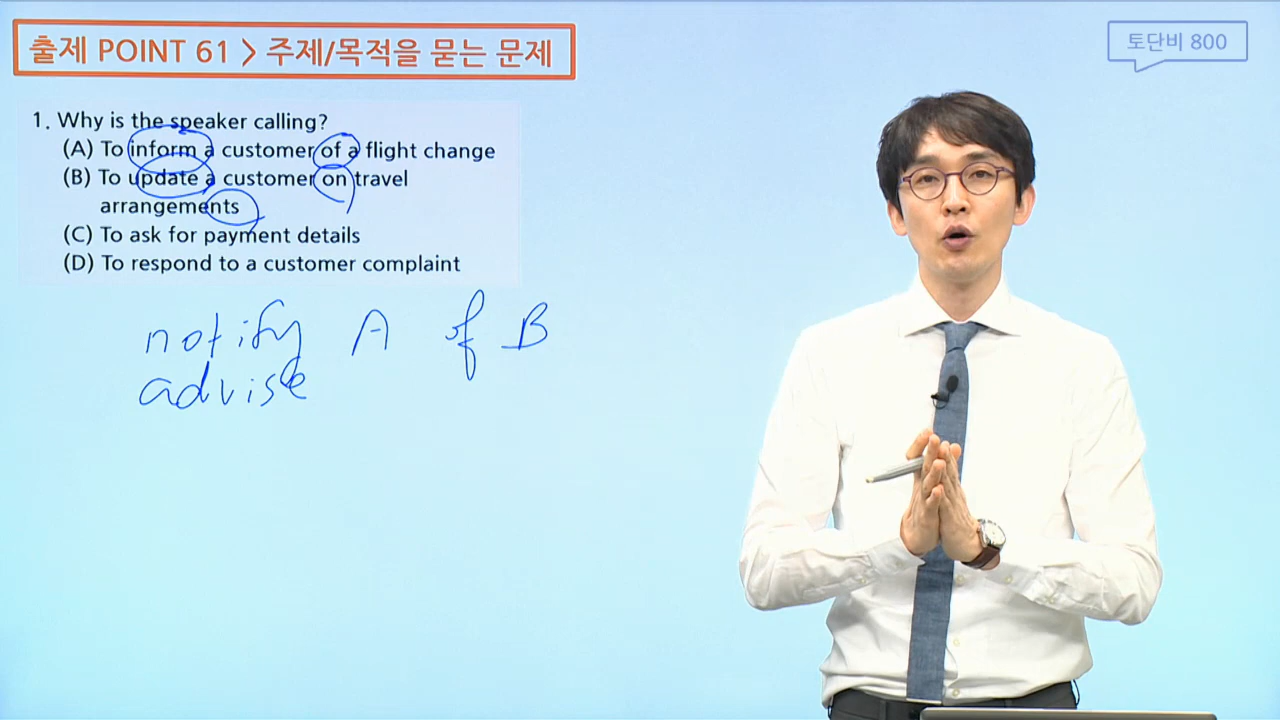 출제 POINT 61 > 주제/목적을 묻는 문제
토단비 800
1. Why is the speaker calling?
(A) To inform a customer of a flight change
(B) To update a customer on travel
arrangements
(C) To ask for payment details
(D) To respond to a customer complaint
notify A of B
advise